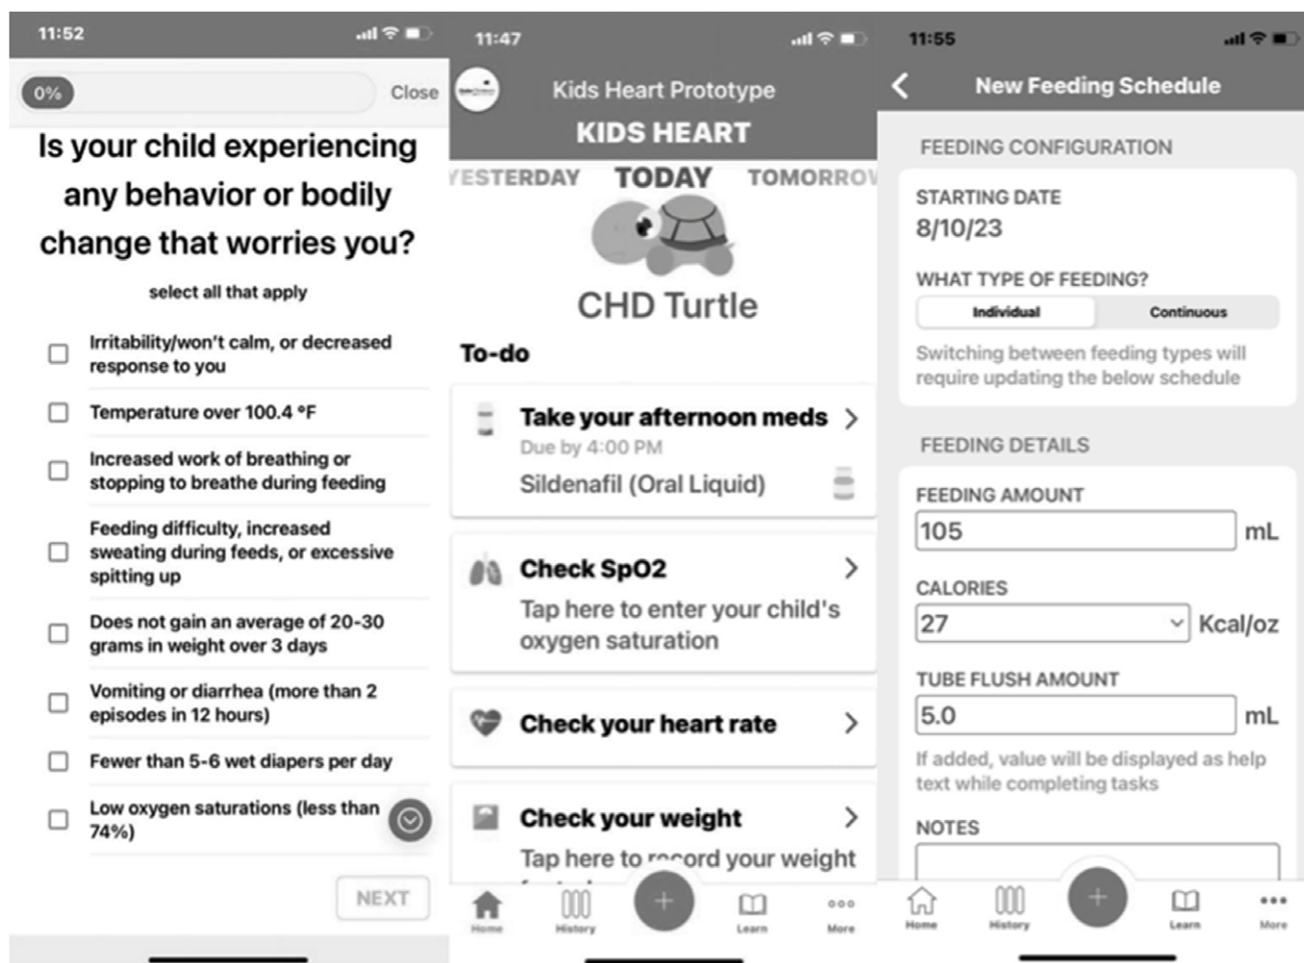 11:52
0%
Close
Is your child experiencing
any behavior or bodily
change that worries you?
select all that apply
Irritability/won't calm, or decreased
response to you
Temperature over 100.4 °F
Increased work of breathing or
stopping to breathe during feeding
Feeding difficulty, increased
sweating during feeds, or excessive
spitting up
Does not gain an average of 20-30
grams in weight over 3 days
Vomiting or diarrhea (more than 2
episodes in 12 hours)
Fewer than 5-6 wet diapers per day
Low oxygen saturations (less than
74%)
NEXT
11:47
Kids Heart Prototype
KIDS HEART
YESTERDAY TODAY TOMORROW
CHD Turtle
To-do
Take your afternoon meds
Due by 4:00 PM
Sildenafil (Oral Liquid)
Check SpO2
Tap here to enter your child's
oxygen saturation
Check your heart rate
Check your weight
Tap here to record your weight
Home History + Learn More
11:55
New Feeding Schedule
FEEDING CONFIGURATION
STARTING DATE
8/10/23
WHAT TYPE OF FEEDING?
Individual Continuous
Switching between feeding types will
require updating the below schedule
FEEDING DETAILS
FEEDING AMOUNT
105 mL
CALORIES
27 Kcal/oz
TUBE FLUSH AMOUNT
5.0 mL
If added, value will be displayed as help
text while completing tasks
NOTES
Home History + Learn More